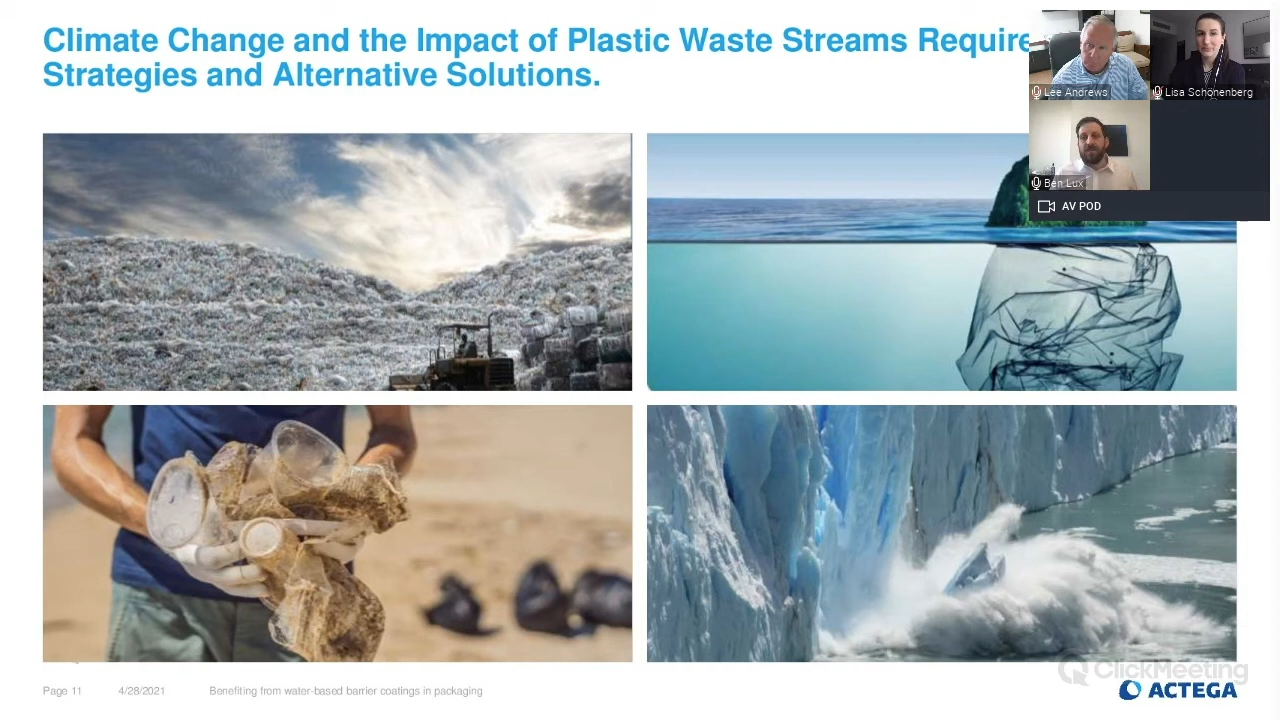 Climate Change and the Impact of Plastic Waste Streams Require
Strategies and Alternative Solutions.
Lee Andrews
Lisa Schonenberg
Ben Lux
AV POD
ClickMeeting
Page 11 4/28/2021 Benefiting from water-based barrier coatings in packaging
ACTEGA